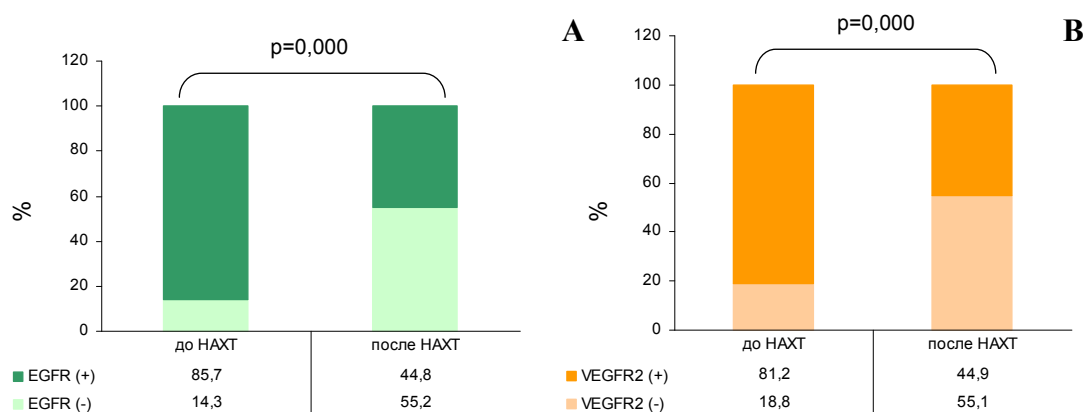 A
p=0,000
120
100
80
60
40
20
0
%
до НАХТ после НАХТ
EGFR (+) 85,7 44,8
EGFR (-) 14,3 55,2
B
p=0,000
120
100
80
60
40
20
0
%
до НАХТ после НАХТ
VEGFR2 (+) 81,2 44,9
VEGFR2 (-) 18,8 55,1